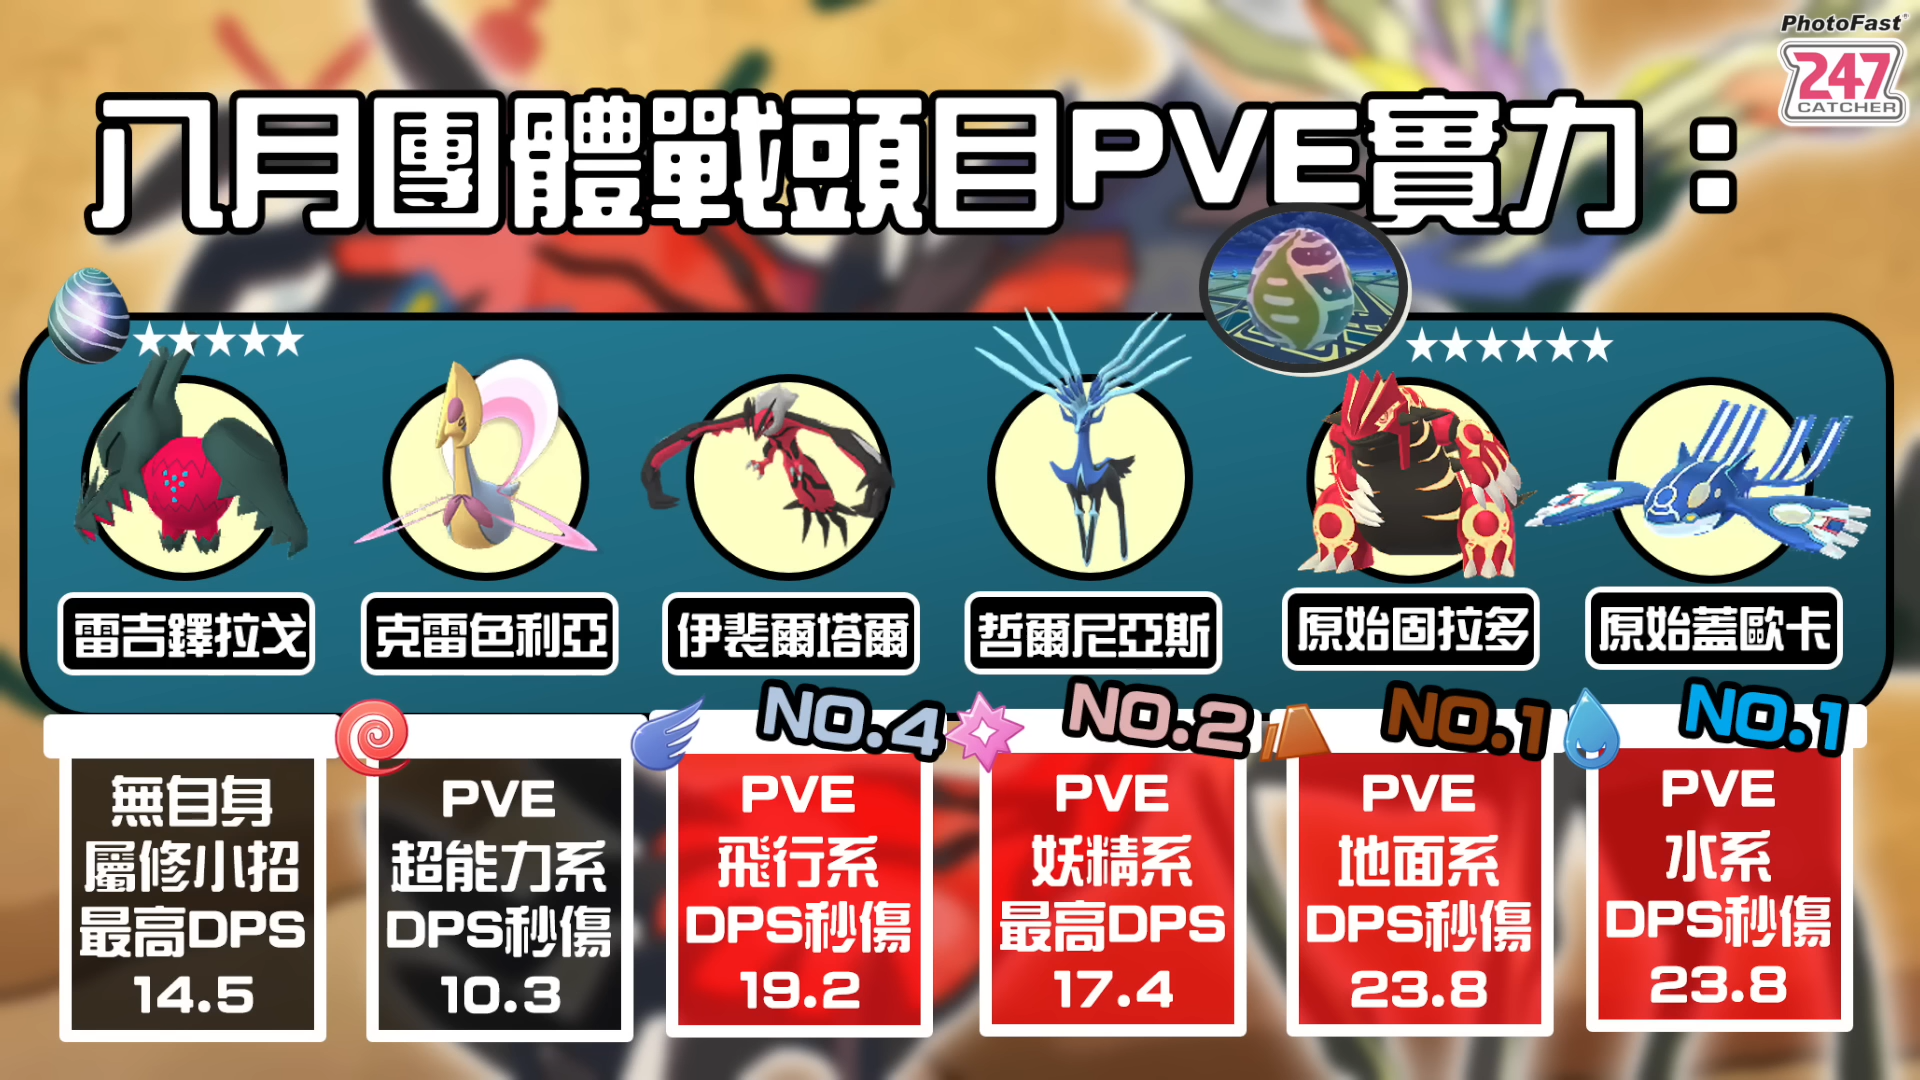 PhotoFast
247
CATCHER
八月團體戰頭目PVE實力：
雷吉鐸拉戈
克雷色利亞
伊裴爾塔爾
哲爾尼亞斯
原始固拉多
原始蓋歐卡
無自身
屬修小招
最高DPS
14.5
PVE
超能力系
DPS秒傷
10.3
NO.4
PVE
飛行系
DPS秒傷
19.2
NO.2
PVE
妖精系
最高DPS
17.4
NO.1
PVE
地面系
DPS秒傷
23.8
NO.1
PVE
水系
DPS秒傷
23.8